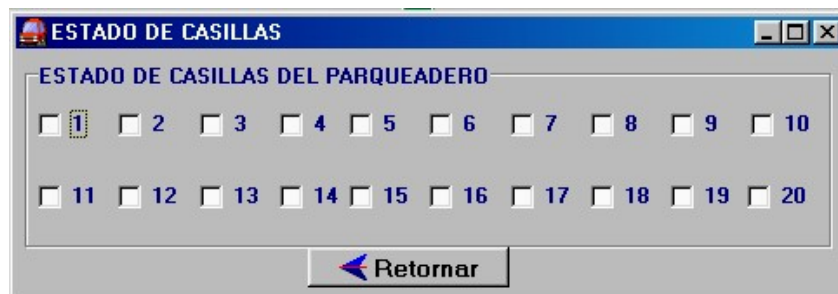 ESTADO DE CASILLAS
ESTADO DE CASILLAS DEL PARQUEADERO
1 2 3 4 5 6 7 8 9 10
11 12 13 14 15 16 17 18 19 20
Retornar